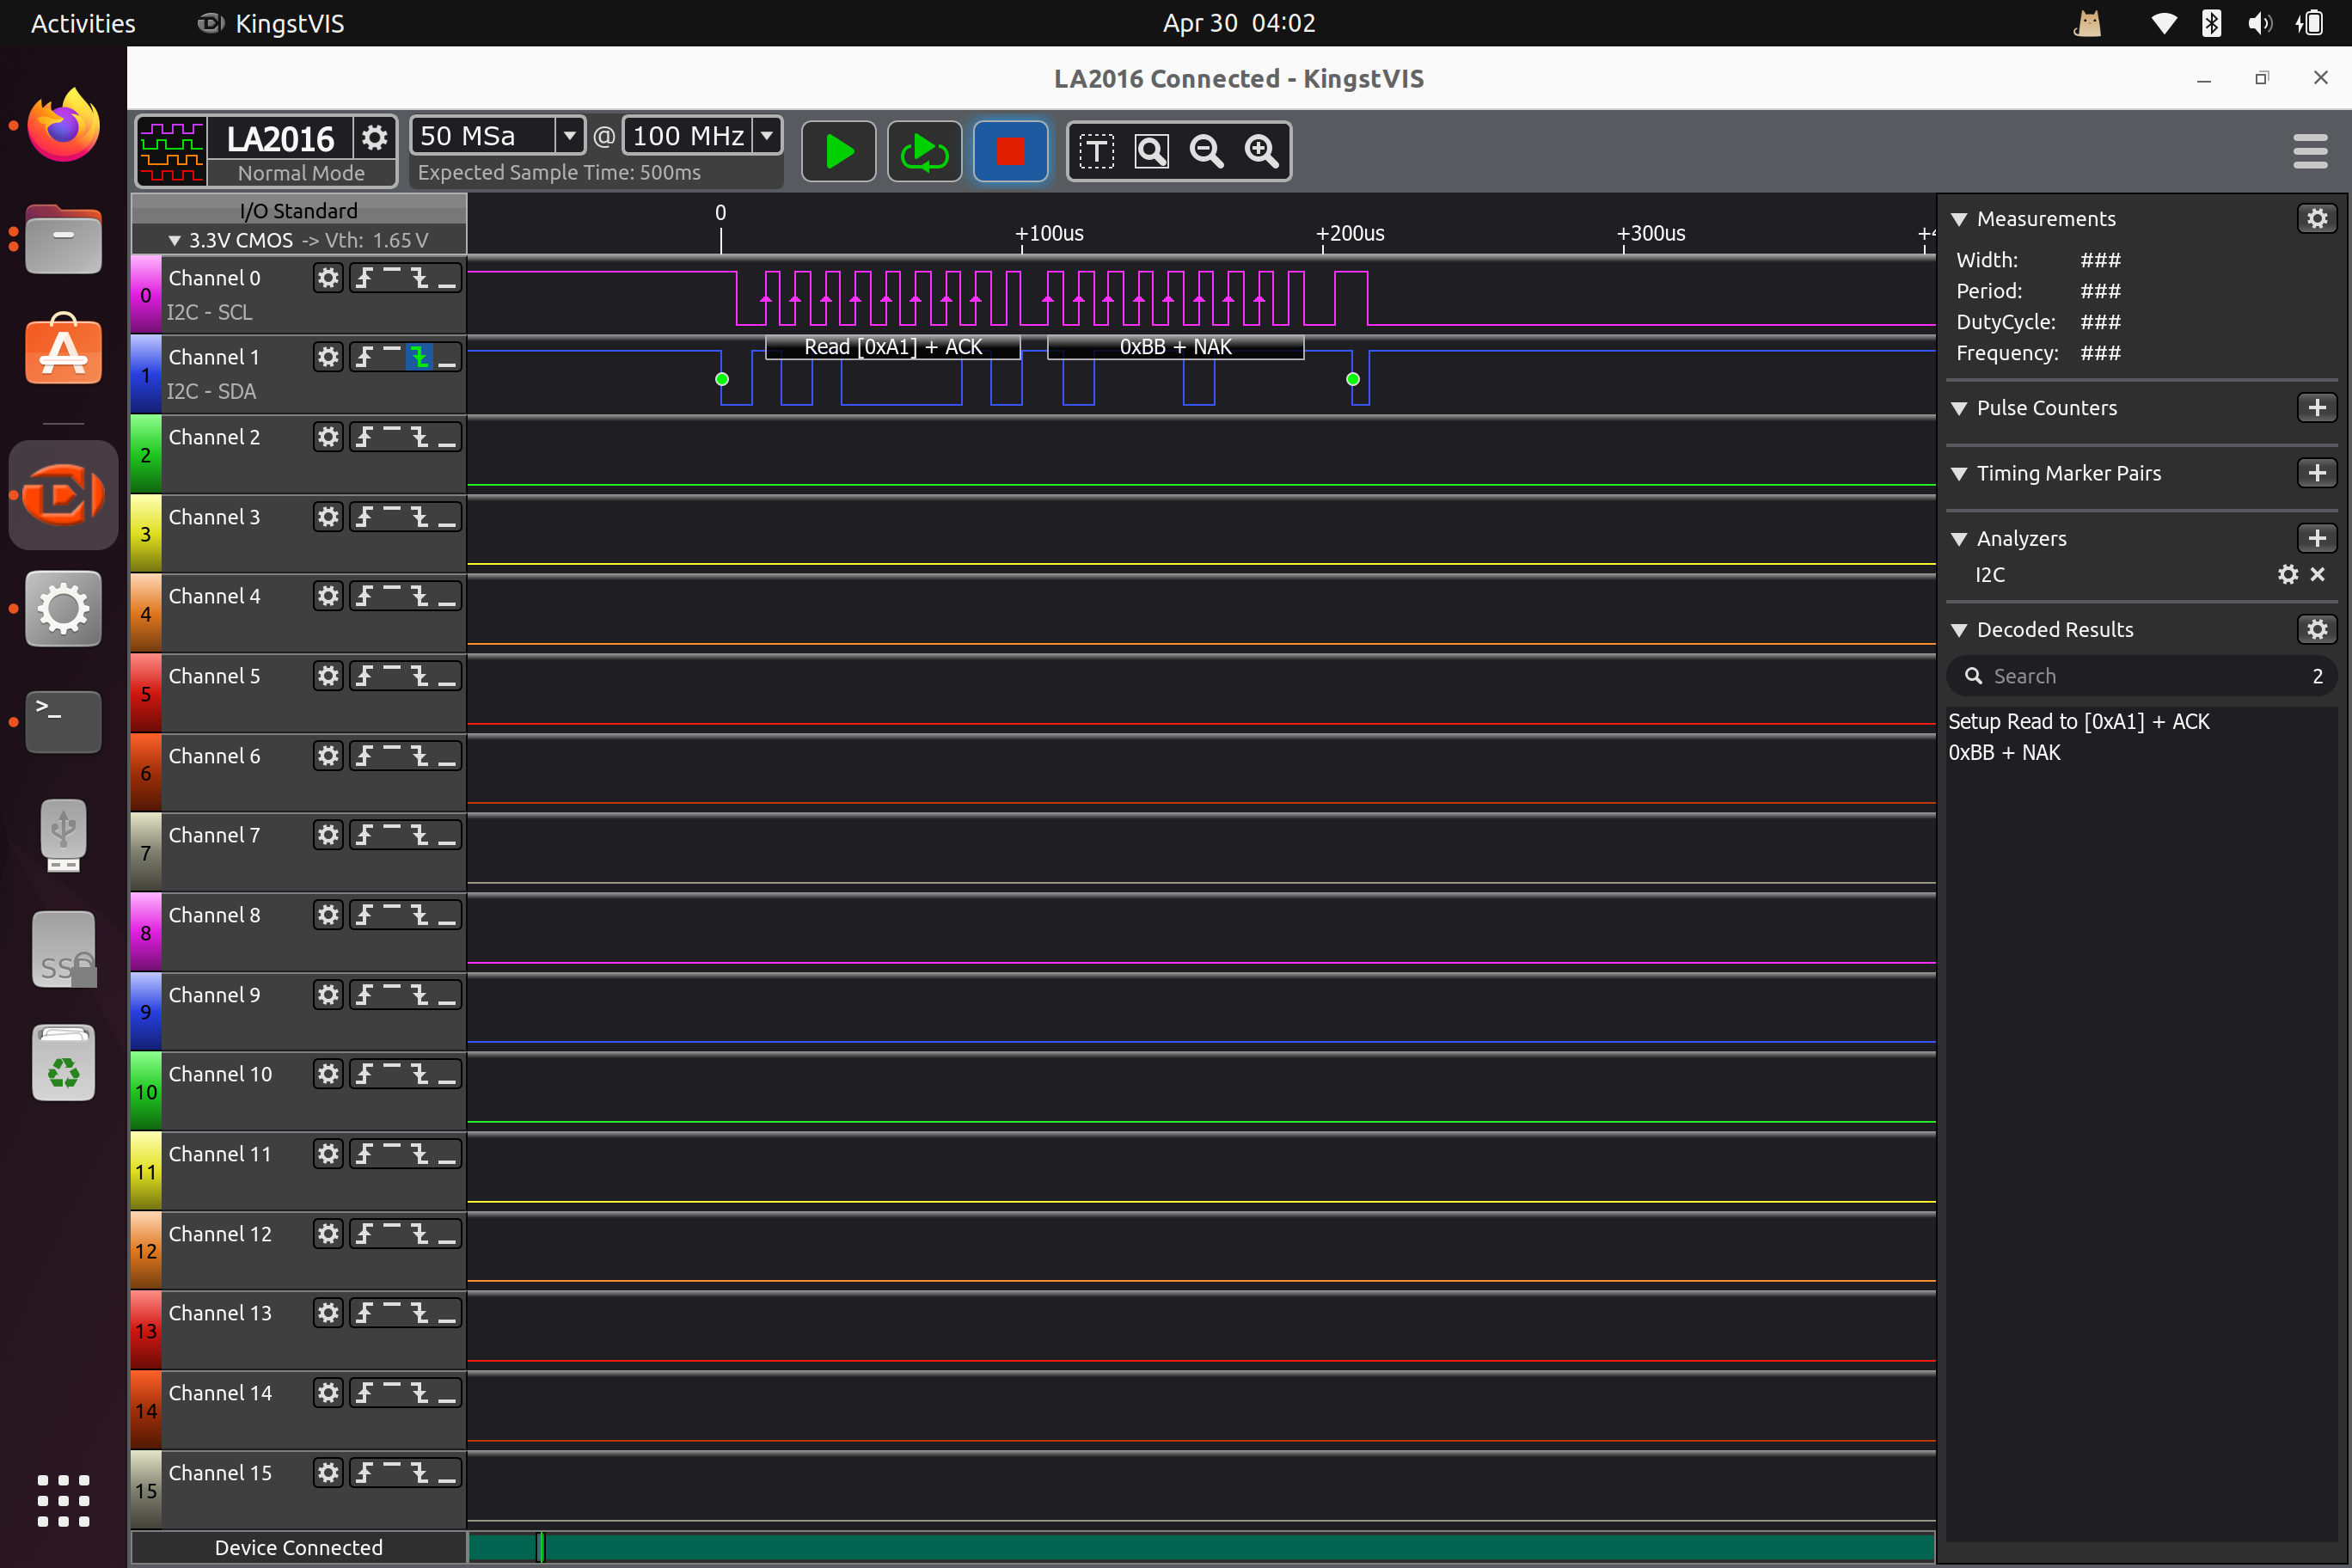 Activities KingstVIS Apr 30 04:02
LA2016 Connected - KingstVIS
LA2016 50 MSa @ 100 MHz
Normal Mode Expected Sample Time: 500ms
I/O Standard
3.3V CMOS -> Vth: 1.65 V
0 +100us +200us +300us
0 Channel 0
I2C - SCL
1 Channel 1 Read [0xA1] + ACK 0xBB + NAK
I2C - SDA
2 Channel 2
3 Channel 3
4 Channel 4
5 Channel 5
6 Channel 6
7 Channel 7
8 Channel 8
9 Channel 9
10 Channel 10
11 Channel 11
12 Channel 12
13 Channel 13
14 Channel 14
15 Channel 15
Device Connected
Measurements
Width: ###
Period: ###
DutyCycle: ###
Frequency: ###
Pulse Counters
Timing Marker Pairs
Analyzers
I2C
Decoded Results
Search 2
Setup Read to [0xA1] + ACK
0xBB + NAK